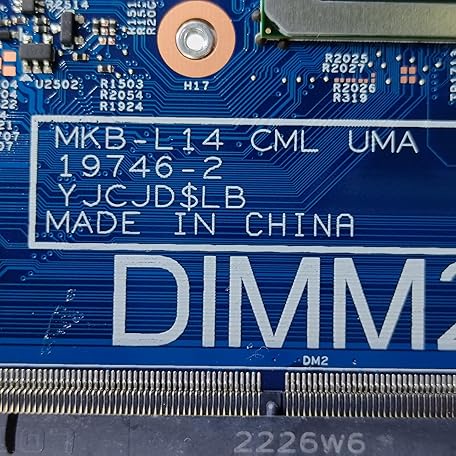 R2514
U2502
R1503
R2054
R1924
H17
R2025
R2027
R2026
R319
MKB-L14 CML UMA
19746-2
YJCJD$LB
MADE IN CHINA
DIMM2
DM2
2226W6